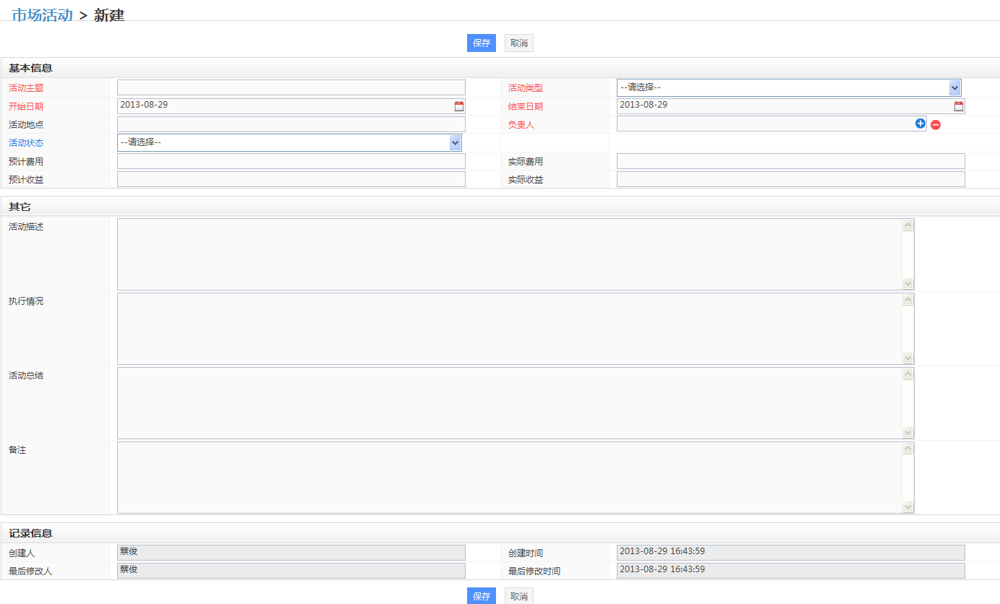 市场活动 > 新建
保存 取消
基本信息
活动主题 活动类型 --请选择--
开始日期 2013-08-29 结束日期 2013-08-29
活动地点 负责人
活动状态 --请选择--
预计费用 实际费用
预计收益 实际收益
其它
活动描述
执行情况
活动总结
备注
记录信息
创建人 蔡俊 创建时间 2013-08-29 16:43:59
最后修改人 蔡俊 最后修改时间 2013-08-29 16:43:59
保存 取消